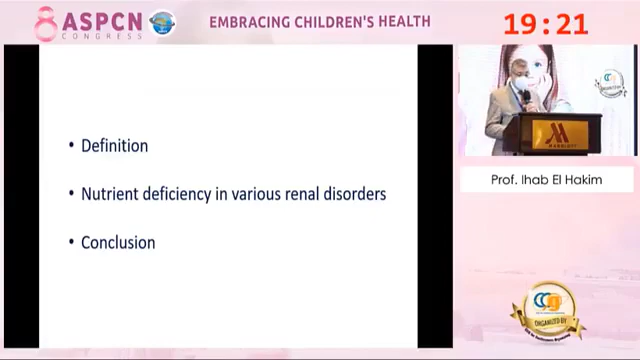 8 ASPCN
CONGRESS
EMBRACING CHILDREN'S HEALTH
19:21
• Definition
• Nutrient deficiency in various renal disorders
• Conclusion
MARRIOTT
Prof. Ihab El Hakim
ORGANIZED BY